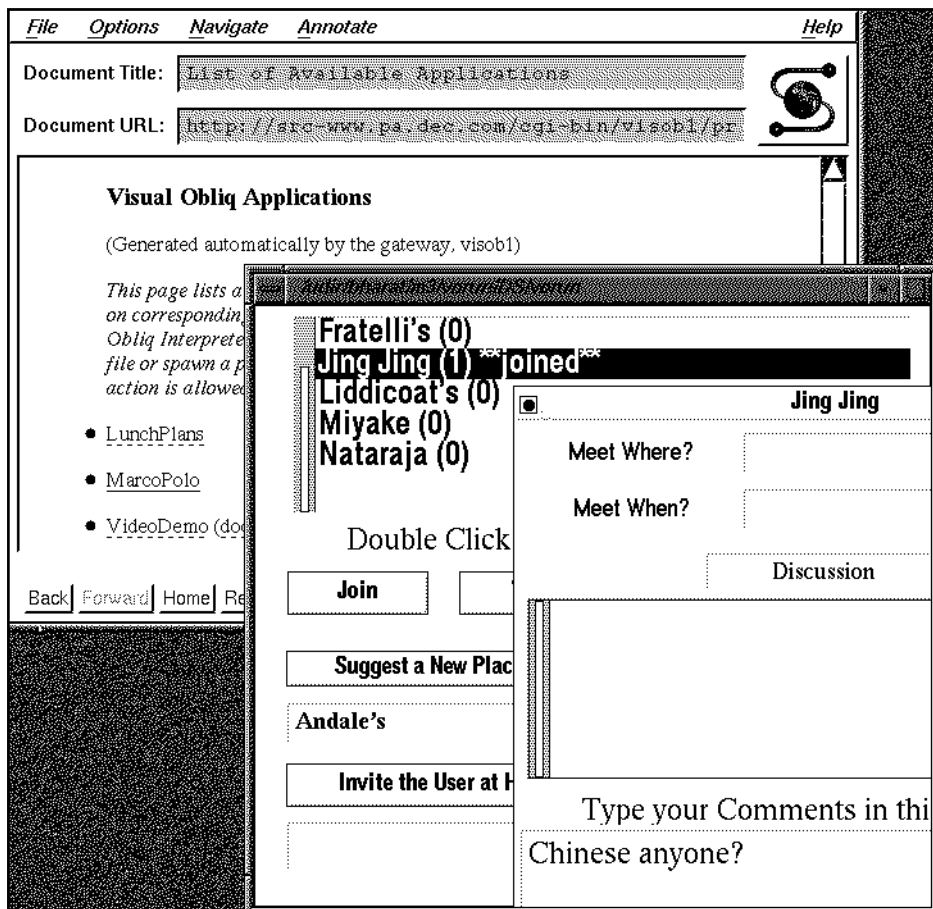 File Options Navigate Annotate Help
Document Title: List of Available Applications
Document URL: http://src-www.pa.dec.com/cgi-bin/visob1/pr
Visual Obliq Applications
(Generated automatically by the gateway, visob1)
This page lists a
on corresponding
Obliq Interprete
file or spawn a p
action is allowed
LunchPlans
MarcoPolo
VideoDemo (doc
Back Forward Home Re
Fratelli's (0)
Jing Jing (1) **joined**
Liddicoat's (0)
Miyake (0)
Nataraja (0)
Double Click
Join
Suggest a New Plac
Andale's
Invite the User at H
Jing Jing
Meet Where?
Meet When?
Discussion
Type your Comments in thi
Chinese anyone?